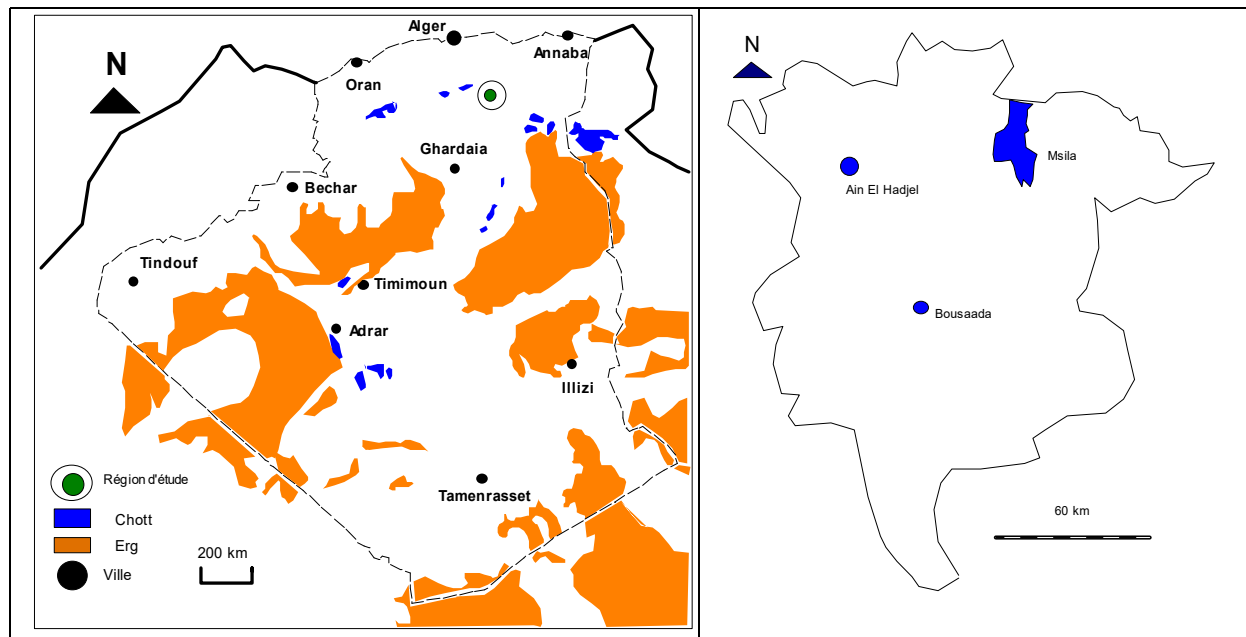 Alger
Annaba
N
Oran
Ghardaia
Bechar
Tindouf
Timimoun
Adrar
Illizi
Tamenrasset
Région d'étude
Chott
Erg
200 km
Ville
N
Msila
Ain El Hadjel
Bousaada
60 km